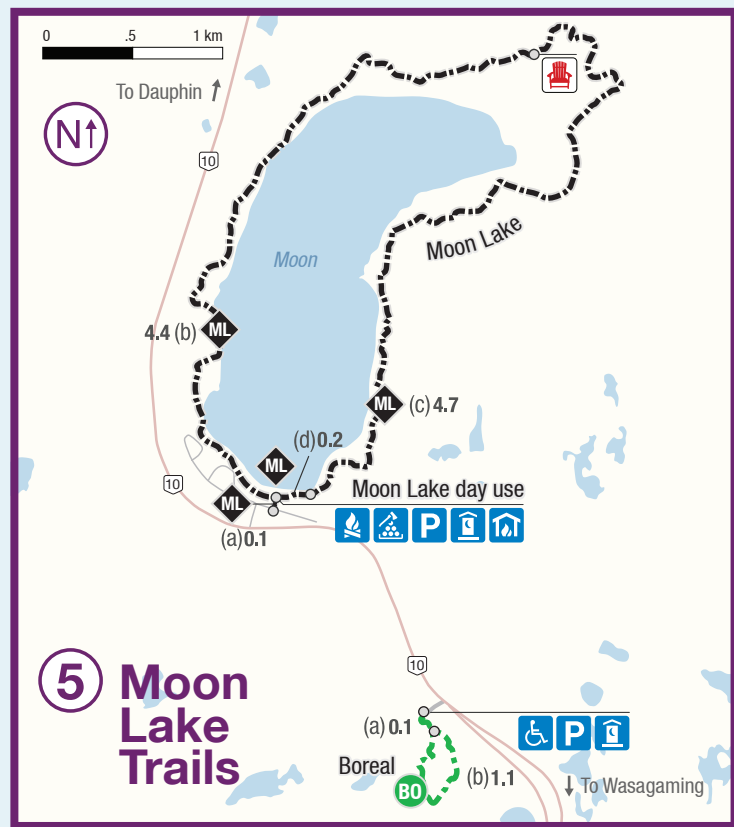 0 .5 1 km
To Dauphin
N
10
Moon Lake
Moon
4.4 (b) ML
ML (c) 4.7
(d) 0.2
ML
10
ML
Moon Lake day use
(a) 0.1
P
10
5 Moon
Lake
Trails
(a) 0.1
P
Boreal
BO
(b) 1.1
To Wasagaming